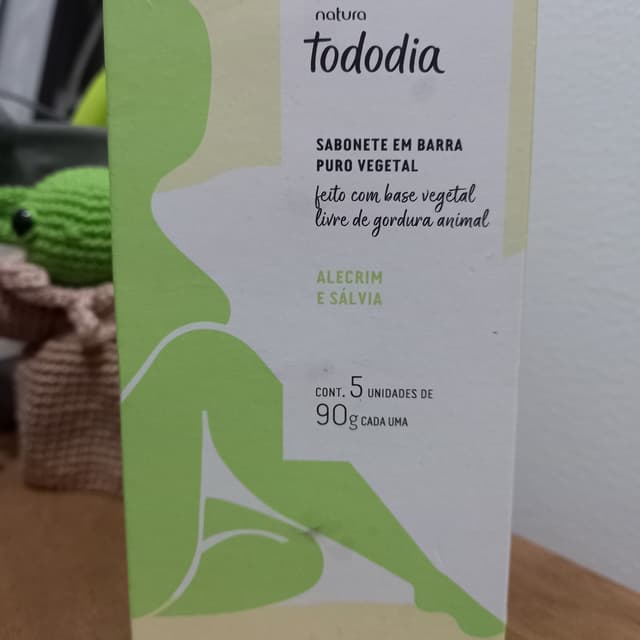 natura
tododia
SABONETE EM BARRA
PURO VEGETAL
feito com base vegetal
livre de gordura animal
ALECRIM
E SÁLVIA
CONT. 5 UNIDADES DE
90g CADA UMA